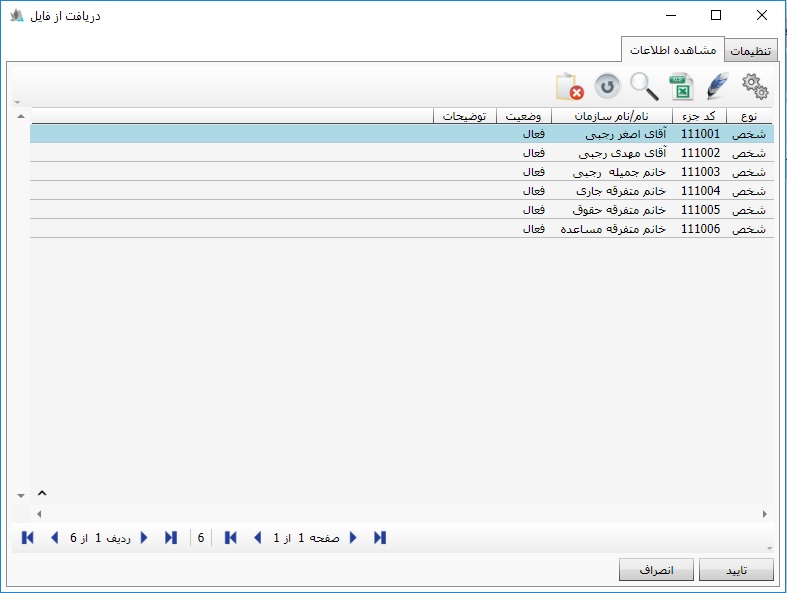 دریافت از فایل
تنظیمات مشاهده اطلاعات
نوع کد جزء نام/نام سازمان وضعیت توضیحات
شخص 111001 آقای اصغر رجبی فعال
شخص 111002 آقای مهدی رجبی فعال
شخص 111003 خانم جمیله رجبی فعال
شخص 111004 خانم متفرقه جاری فعال
شخص 111005 خانم متفرقه حقوق فعال
شخص 111006 خانم متفرقه مساعده فعال
صفحه 1 از 1 6 ردیف 1 از 6
تایید انصراف